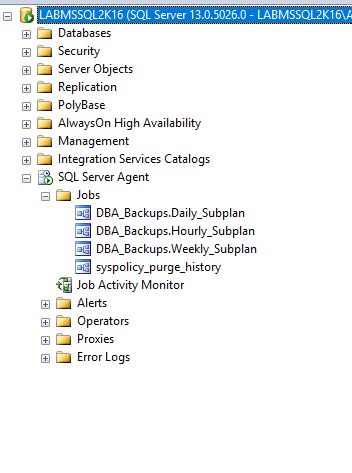 LABMSSQL2K16 (SQL Server 13.0.5026.0 - LABMSSQL2K16\A
Databases
Security
Server Objects
Replication
PolyBase
AlwaysOn High Availability
Management
Integration Services Catalogs
SQL Server Agent
Jobs
DBA_Backups.Daily_Subplan
DBA_Backups.Hourly_Subplan
DBA_Backups.Weekly_Subplan
syspolicy_purge_history
Job Activity Monitor
Alerts
Operators
Proxies
Error Logs